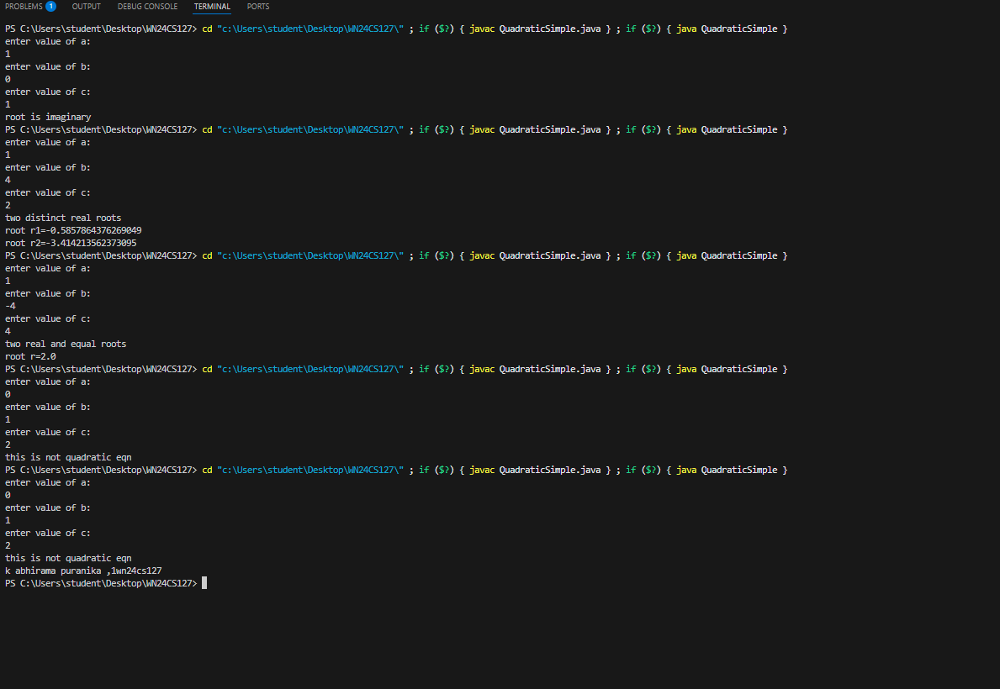 PROBLEMS 1 OUTPUT DEBUG CONSOLE TERMINAL PORTS
PS C:\Users\student\Desktop\WN24CS127> cd "c:\Users\student\Desktop\WN24CS127\" ; if ($?) { javac QuadraticSimple.java } ; if ($?) { java QuadraticSimple }
enter value of a:
1
enter value of b:
0
enter value of c:
1
root is imaginary
PS C:\Users\student\Desktop\WN24CS127> cd "c:\Users\student\Desktop\WN24CS127\" ; if ($?) { javac QuadraticSimple.java } ; if ($?) { java QuadraticSimple }
enter value of a:
1
enter value of b:
4
enter value of c:
2
two distinct real roots
root r1=-0.5857864376269049
root r2=-3.414213562373095
PS C:\Users\student\Desktop\WN24CS127> cd "c:\Users\student\Desktop\WN24CS127\" ; if ($?) { javac QuadraticSimple.java } ; if ($?) { java QuadraticSimple }
enter value of a:
1
enter value of b:
-4
enter value of c:
4
two real and equal roots
root r=2.0
PS C:\Users\student\Desktop\WN24CS127> cd "c:\Users\student\Desktop\WN24CS127\" ; if ($?) { javac QuadraticSimple.java } ; if ($?) { java QuadraticSimple }
enter value of a:
0
enter value of b:
1
enter value of c:
2
this is not quadratic eqn
PS C:\Users\student\Desktop\WN24CS127> cd "c:\Users\student\Desktop\WN24CS127\" ; if ($?) { javac QuadraticSimple.java } ; if ($?) { java QuadraticSimple }
enter value of a:
0
enter value of b:
1
enter value of c:
2
this is not quadratic eqn
k abhirama puranika ,1wn24cs127
PS C:\Users\student\Desktop\WN24CS127>